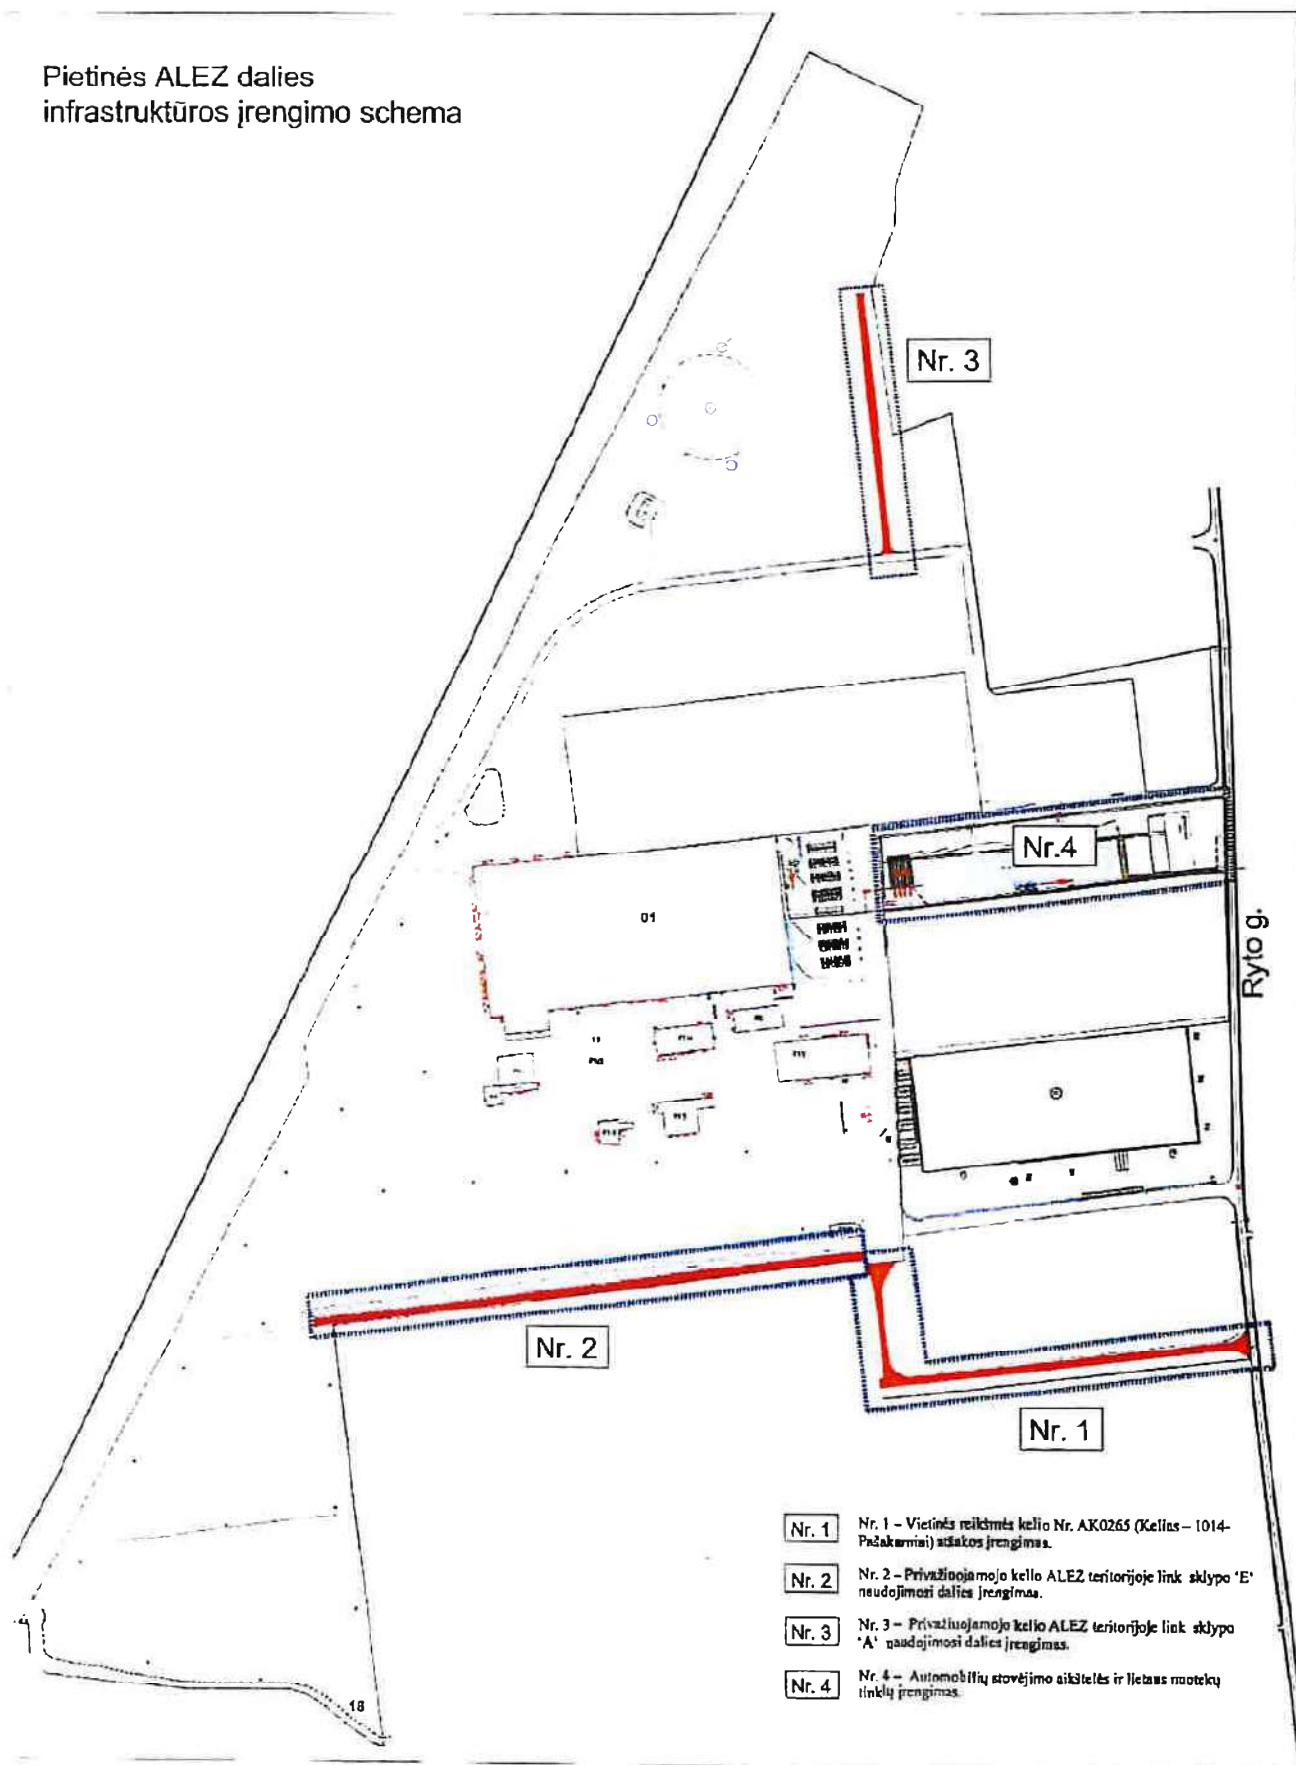 Pietinės ALEZ dalies
infrastruktūros įrengimo schema
Nr. 3
Nr.4
01
Ryto g.
Nr. 2
Nr. 1
Nr. 1
Nr. 1 – Vietinės reikšmės kelio Nr. AK0265 (Kelias – 1014-
Pašakarniai) atšakos įrengimas.
Nr. 2
Nr. 2 – Privažiuojamojo kelio ALEZ teritorijoje link sklypo 'E'
naudojimosi dalies įrengimas.
Nr. 3
Nr. 3 – Privažiuojamojo kelio ALEZ teritorijoje link sklypo
'A' naudojimosi dalies įrengimas.
Nr. 4
Nr. 4 – Automobilių stovėjimo aikštelės ir lietaus nuotekų
tinklų įrengimas.
18